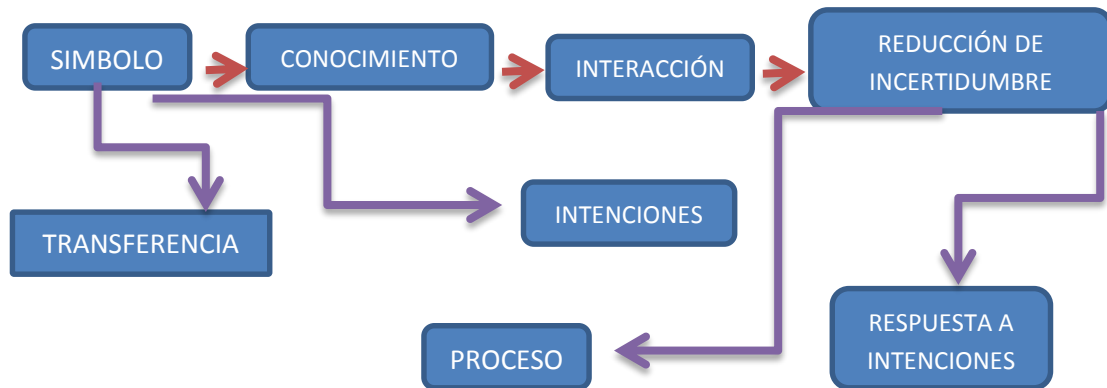 SIMBOLO
CONOCIMIENTO
INTERACCIÓN
REDUCCIÓN DE
INCERTIDUMBRE
TRANSFERENCIA
INTENCIONES
PROCESO
RESPUESTA A
INTENCIONES